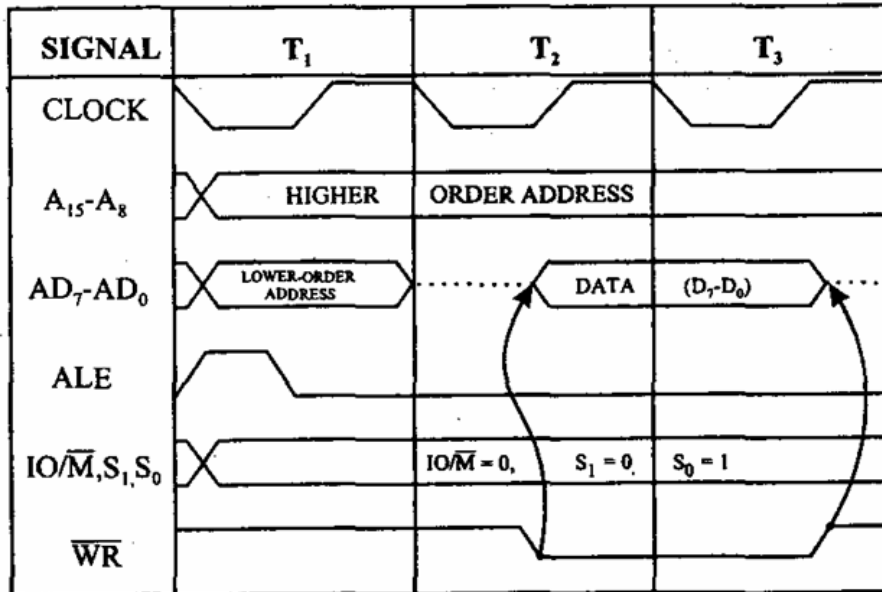 SIGNAL T₁ T₂ T₃
CLOCK
A₁₅-A₈ HIGHER ORDER ADDRESS
AD₇-AD₀ LOWER-ORDER ADDRESS DATA (D₇-D₀)
ALE
IO/M̅,S₁,S₀ IO/M̅ = 0, S₁ = 0, S₀ = 1
W̅R̅